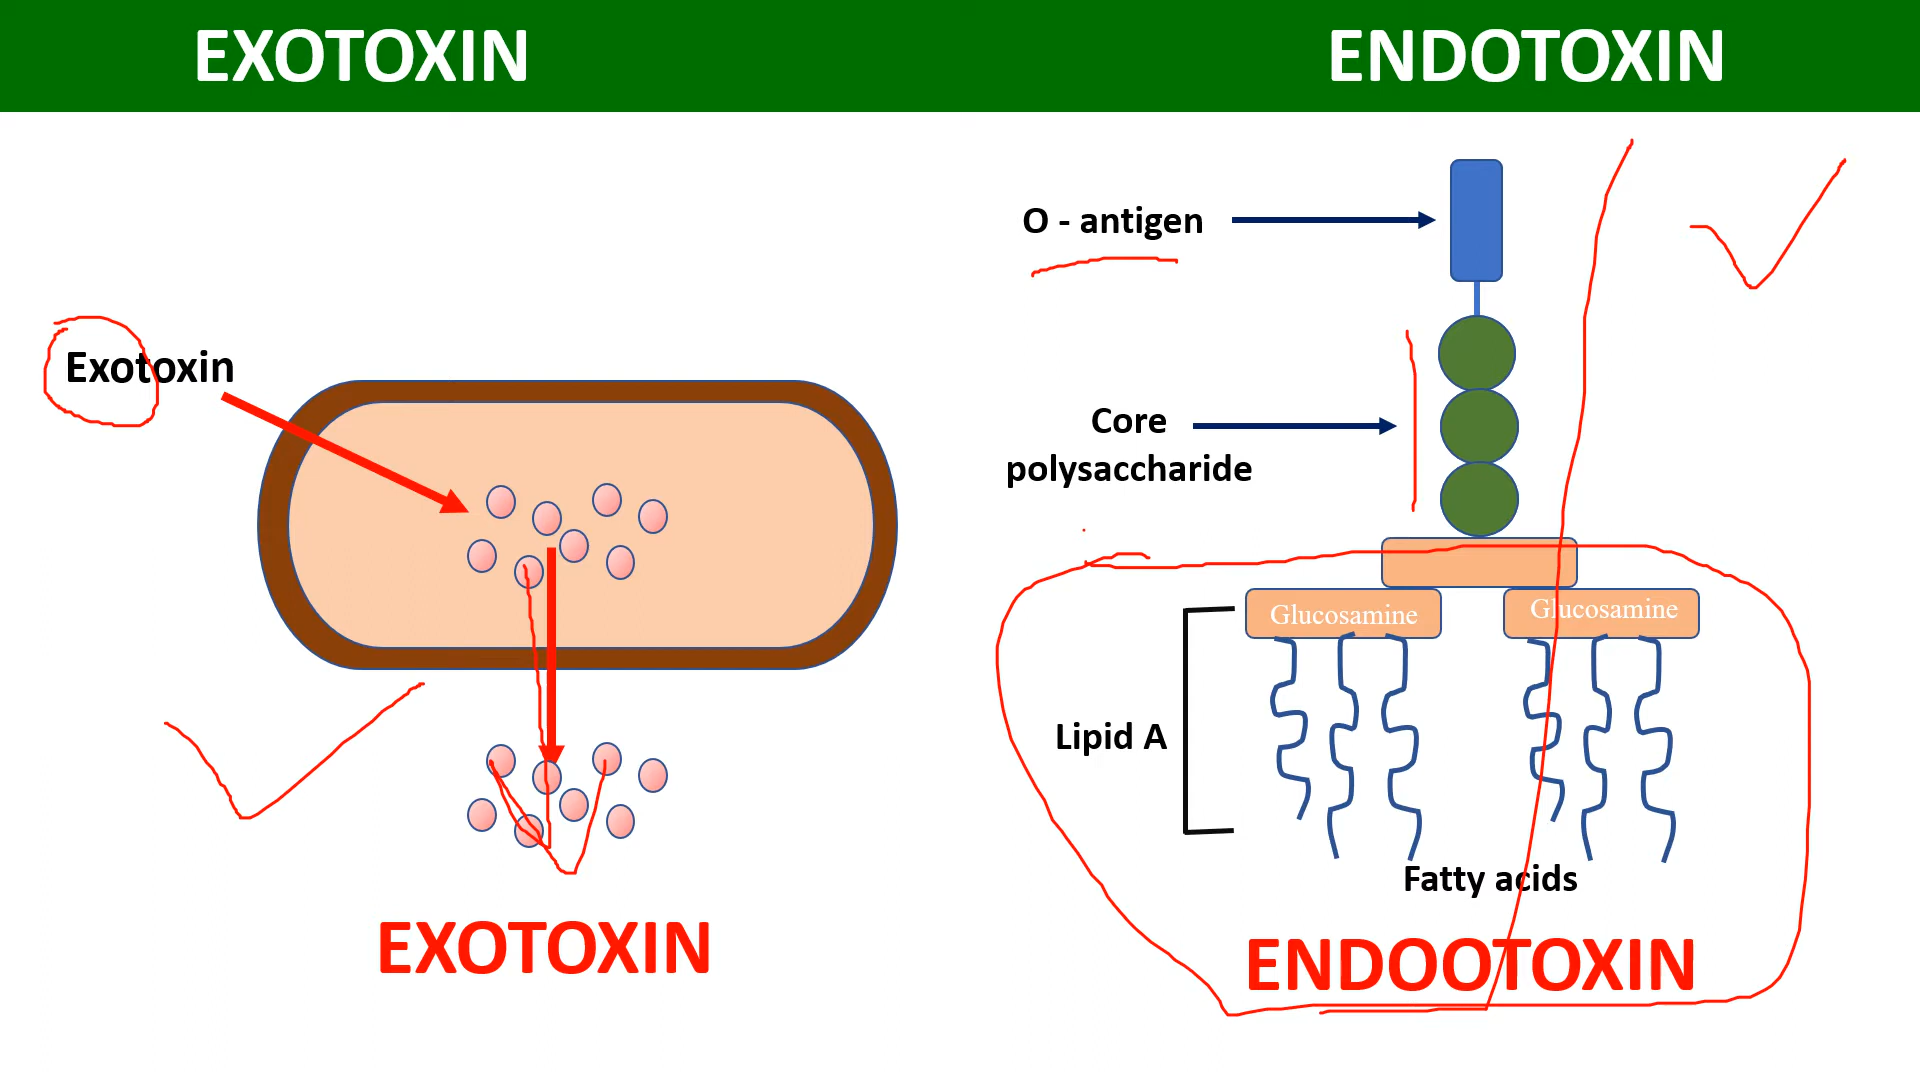 EXOTOXIN
ENDOTOXIN
Exotoxin
EXOTOXIN
O - antigen
Core
polysaccharide
Glucosamine
Glucosamine
Lipid A
Fatty acids
ENDOOTOXIN